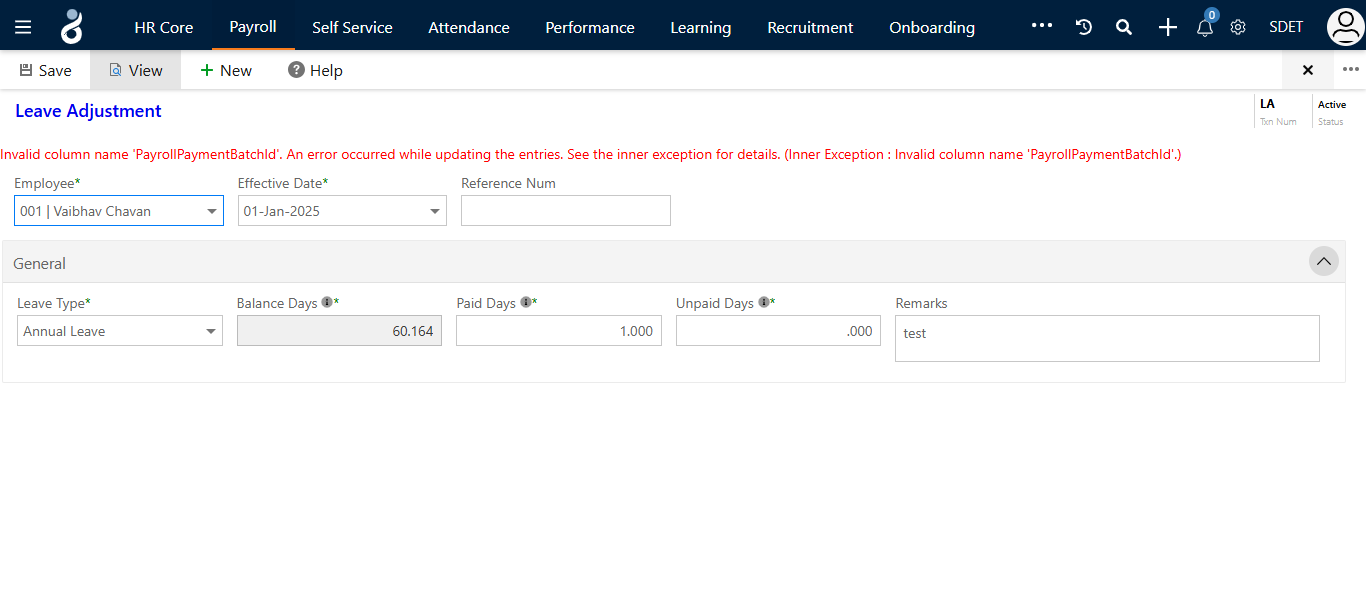 HR Core Payroll Self Service Attendance Performance Learning Recruitment Onboarding ••• 0 SDET
Save View + New ? Help ×
Leave Adjustment
LA Active
Txn Num Status
Invalid column name 'PayrollPaymentBatchId'. An error occurred while updating the entries. See the inner exception for details. (Inner Exception : Invalid column name 'PayrollPaymentBatchId'.)
Employee* Effective Date* Reference Num
001 | Vaibhav Chavan 01-Jan-2025
General
Leave Type* Balance Days * Paid Days * Unpaid Days * Remarks
Annual Leave 60.164 1.000 .000 test